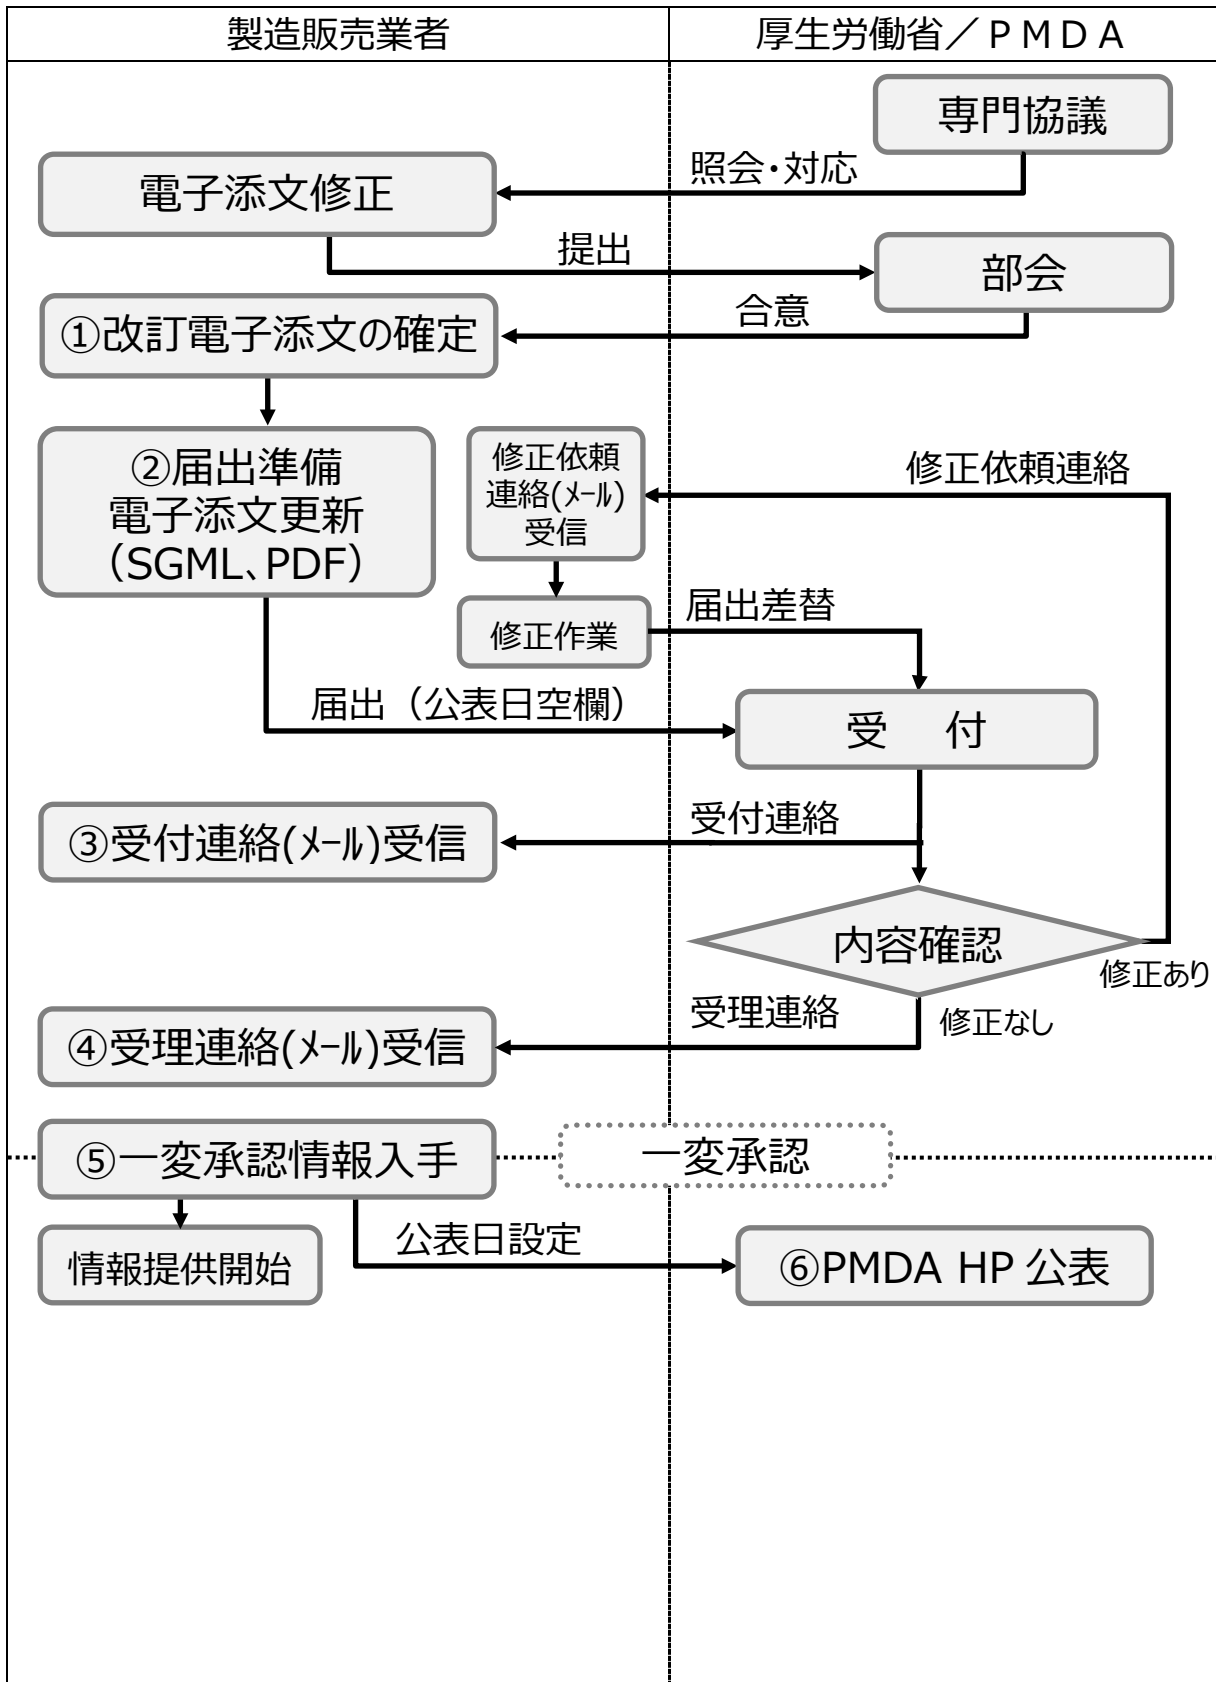 製造販売業者
厚生労働省／ＰＭＤＡ
専門協議
照会・対応
電子添文修正
提出
部会
合意
①改訂電子添文の確定
②届出準備
電子添文更新
（SGML、PDF）
修正依頼
連絡(ﾒｰﾙ)
受信
修正依頼連絡
修正作業
届出差替
届出（公表日空欄）
受　付
受付連絡
③受付連絡(ﾒｰﾙ)受信
内容確認
修正あり
受理連絡
修正なし
④受理連絡(ﾒｰﾙ)受信
⑤一変承認情報入手
一変承認
公表日設定
情報提供開始
⑥PMDA HP 公表